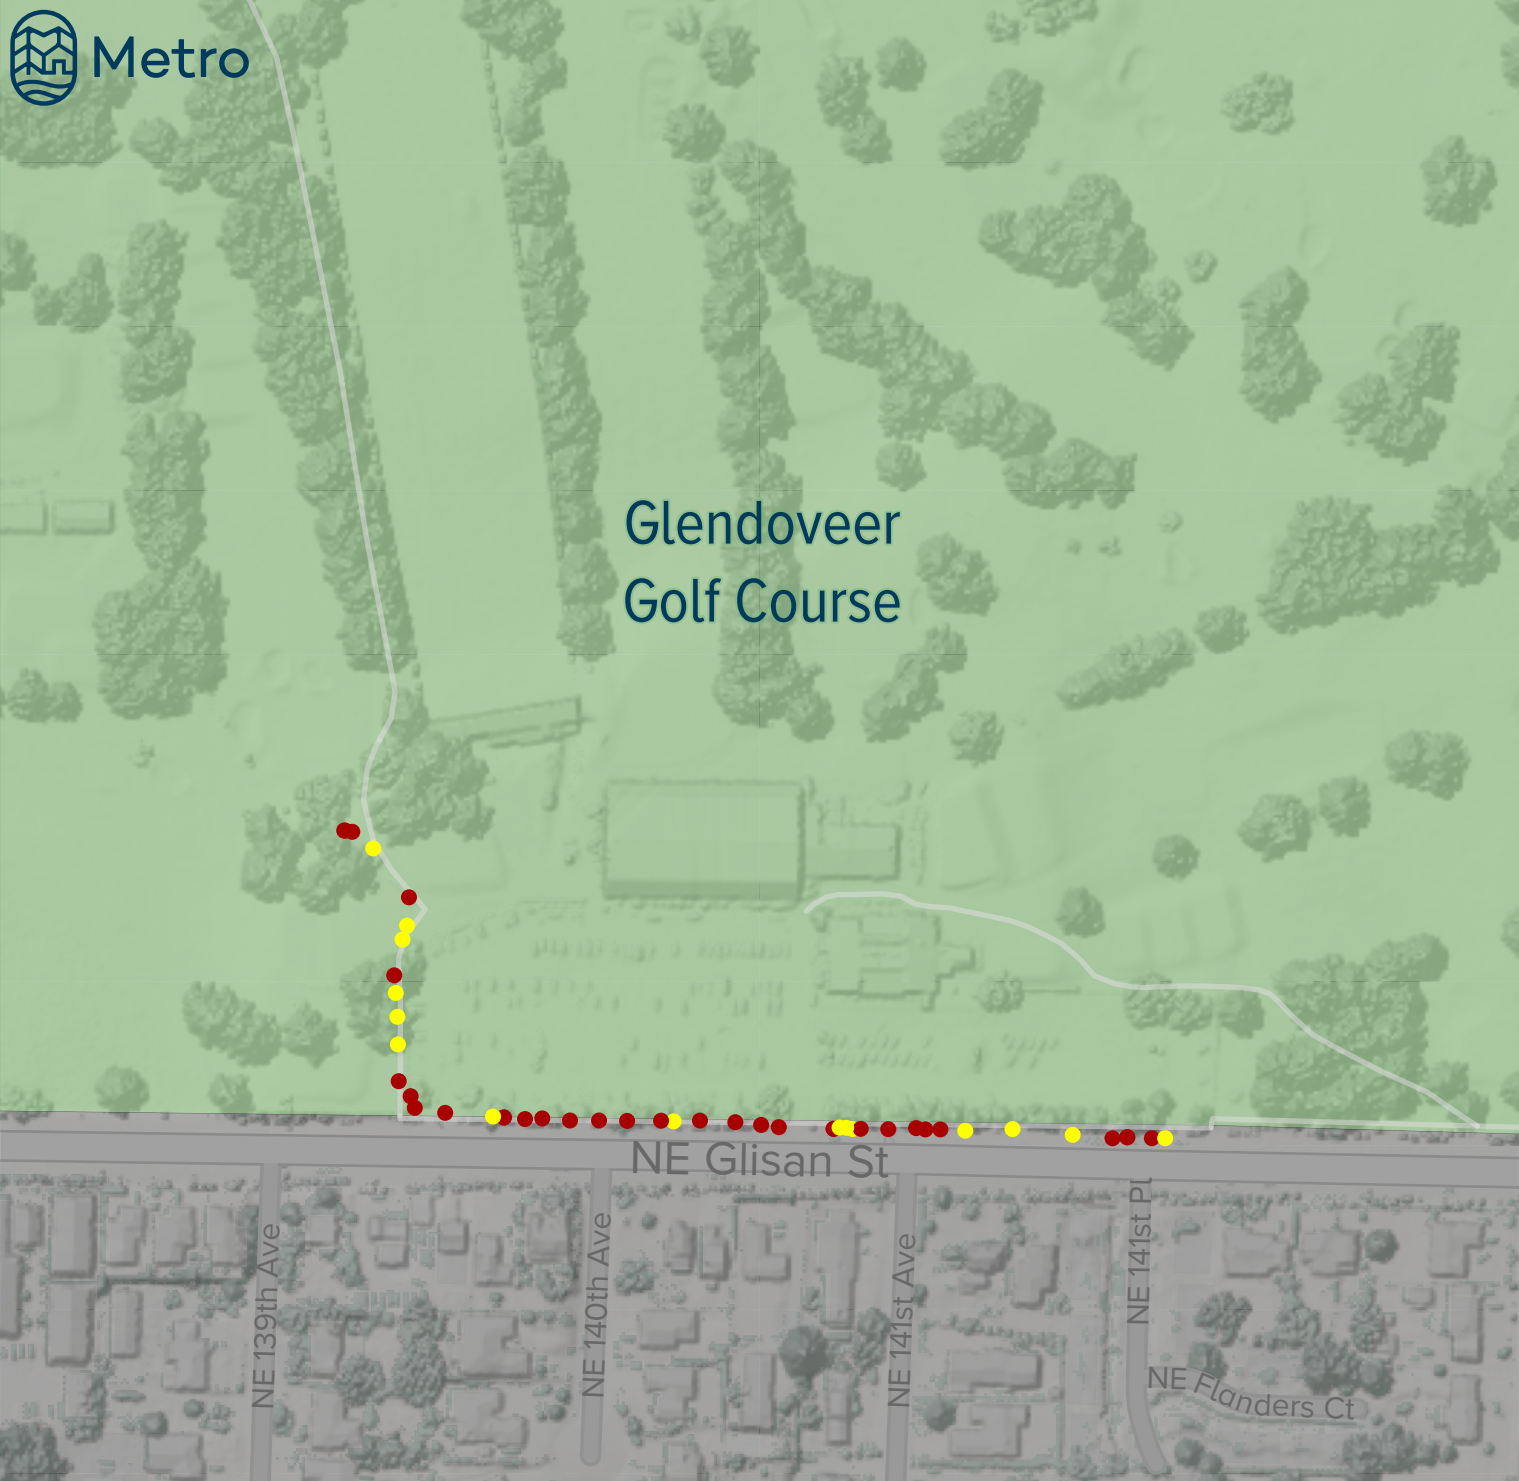 Metro
Glendoveer
Golf Course
NE Glisan St
NE 139th Ave
NE 140th Ave
NE 141st Ave
NE 141st Pl
NE Flanders Ct